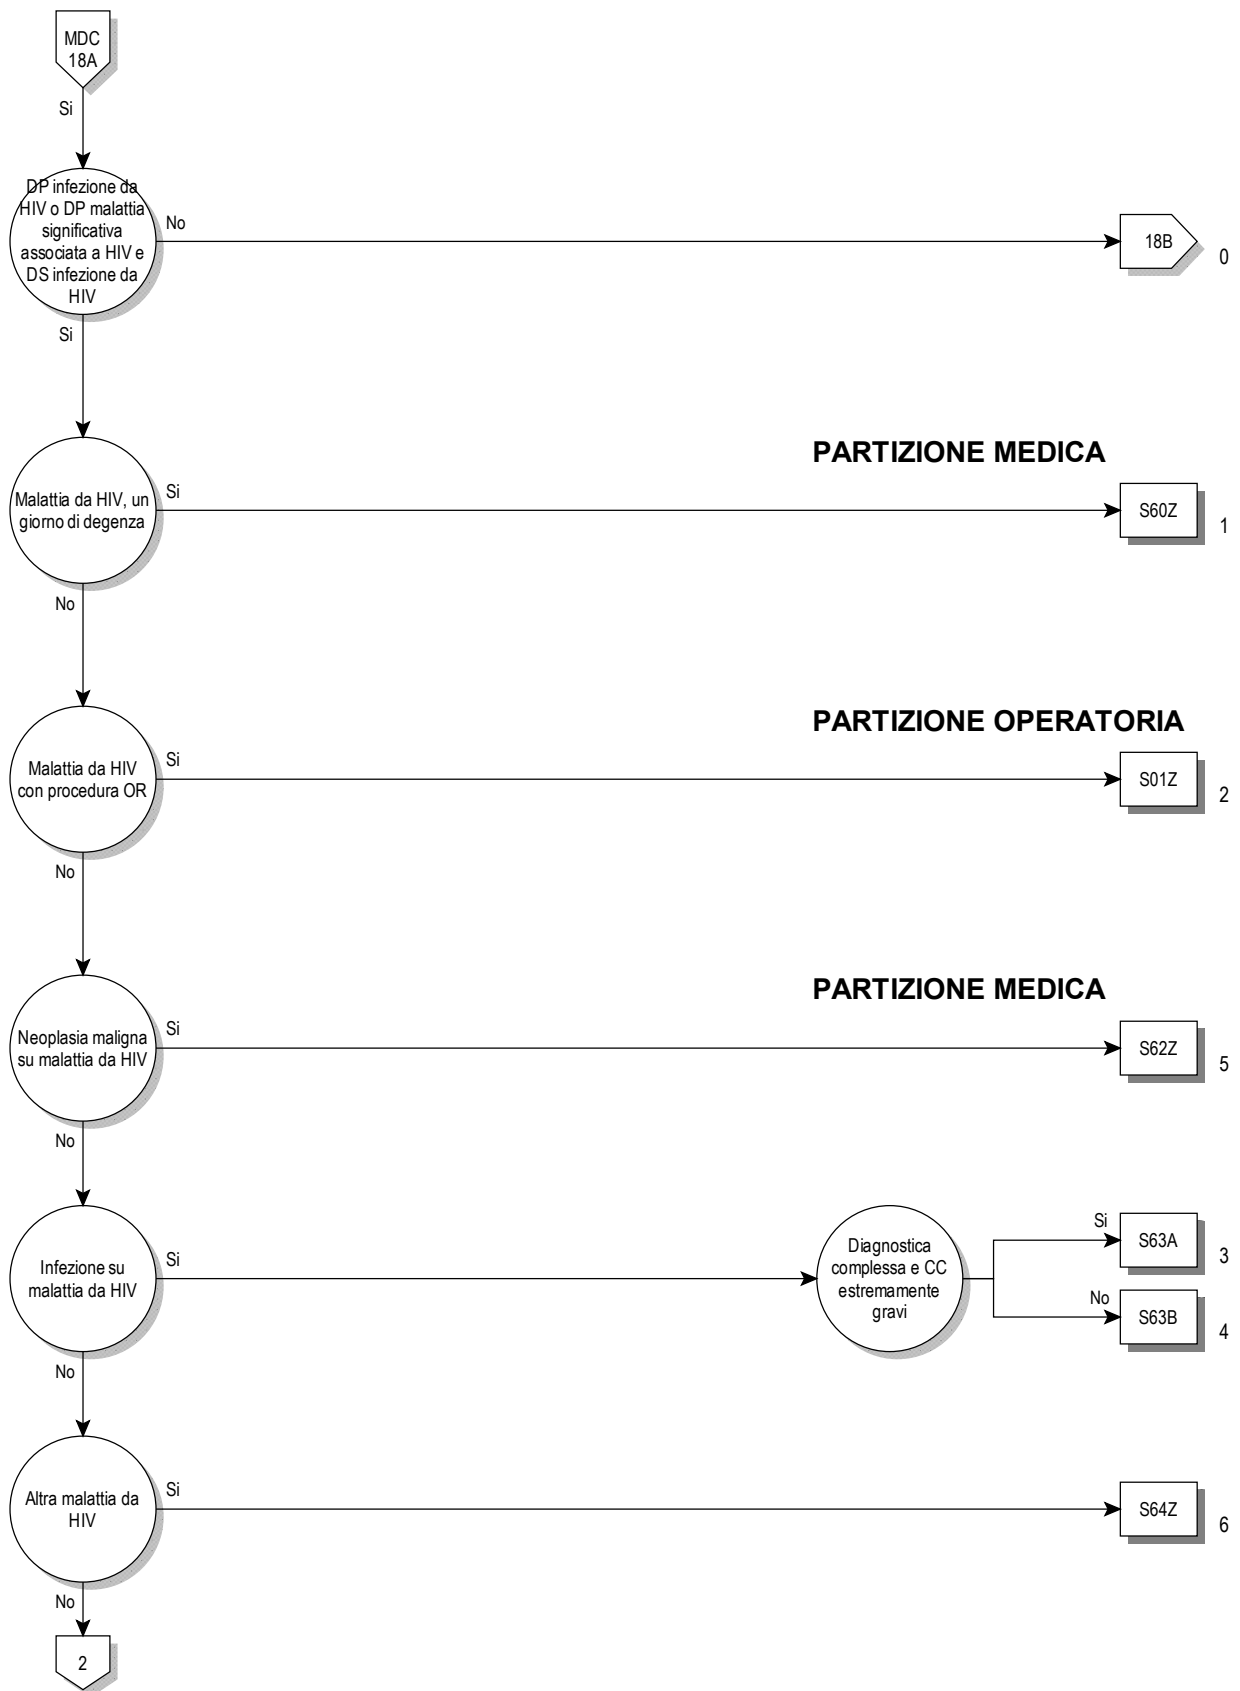 MDC
18A
Si
DP infezione da
HIV o DP malattia
significativa
associata a HIV e
DS infezione da
HIV
No
18B
0
Si
PARTIZIONE MEDICA
Malattia da HIV, un
giorno di degenza
Si
S60Z
1
No
PARTIZIONE OPERATORIA
Malattia da HIV
con procedura OR
Si
S01Z
2
No
PARTIZIONE MEDICA
Neoplasia maligna
su malattia da HIV
Si
S62Z
5
No
Infezione su
malattia da HIV
Si
Diagnostica
complessa e CC
estremamente
gravi
Si
S63A
3
No
S63B
4
No
Altra malattia da
HIV
Si
S64Z
6
No
2